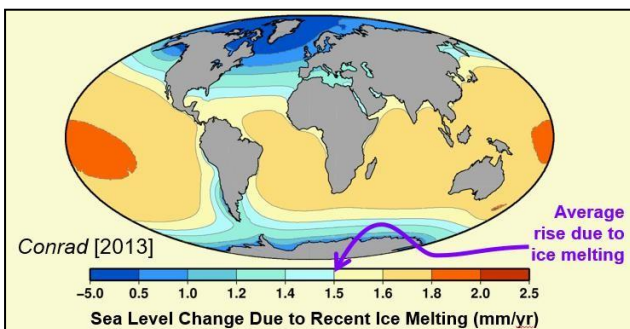 Conrad [2013]
Average
rise due to
ice melting
−5.0 0.5 1.0 1.2 1.4 1.5 1.6 1.8 2.0 2.5
Sea Level Change Due to Recent Ice Melting (mm/yr)